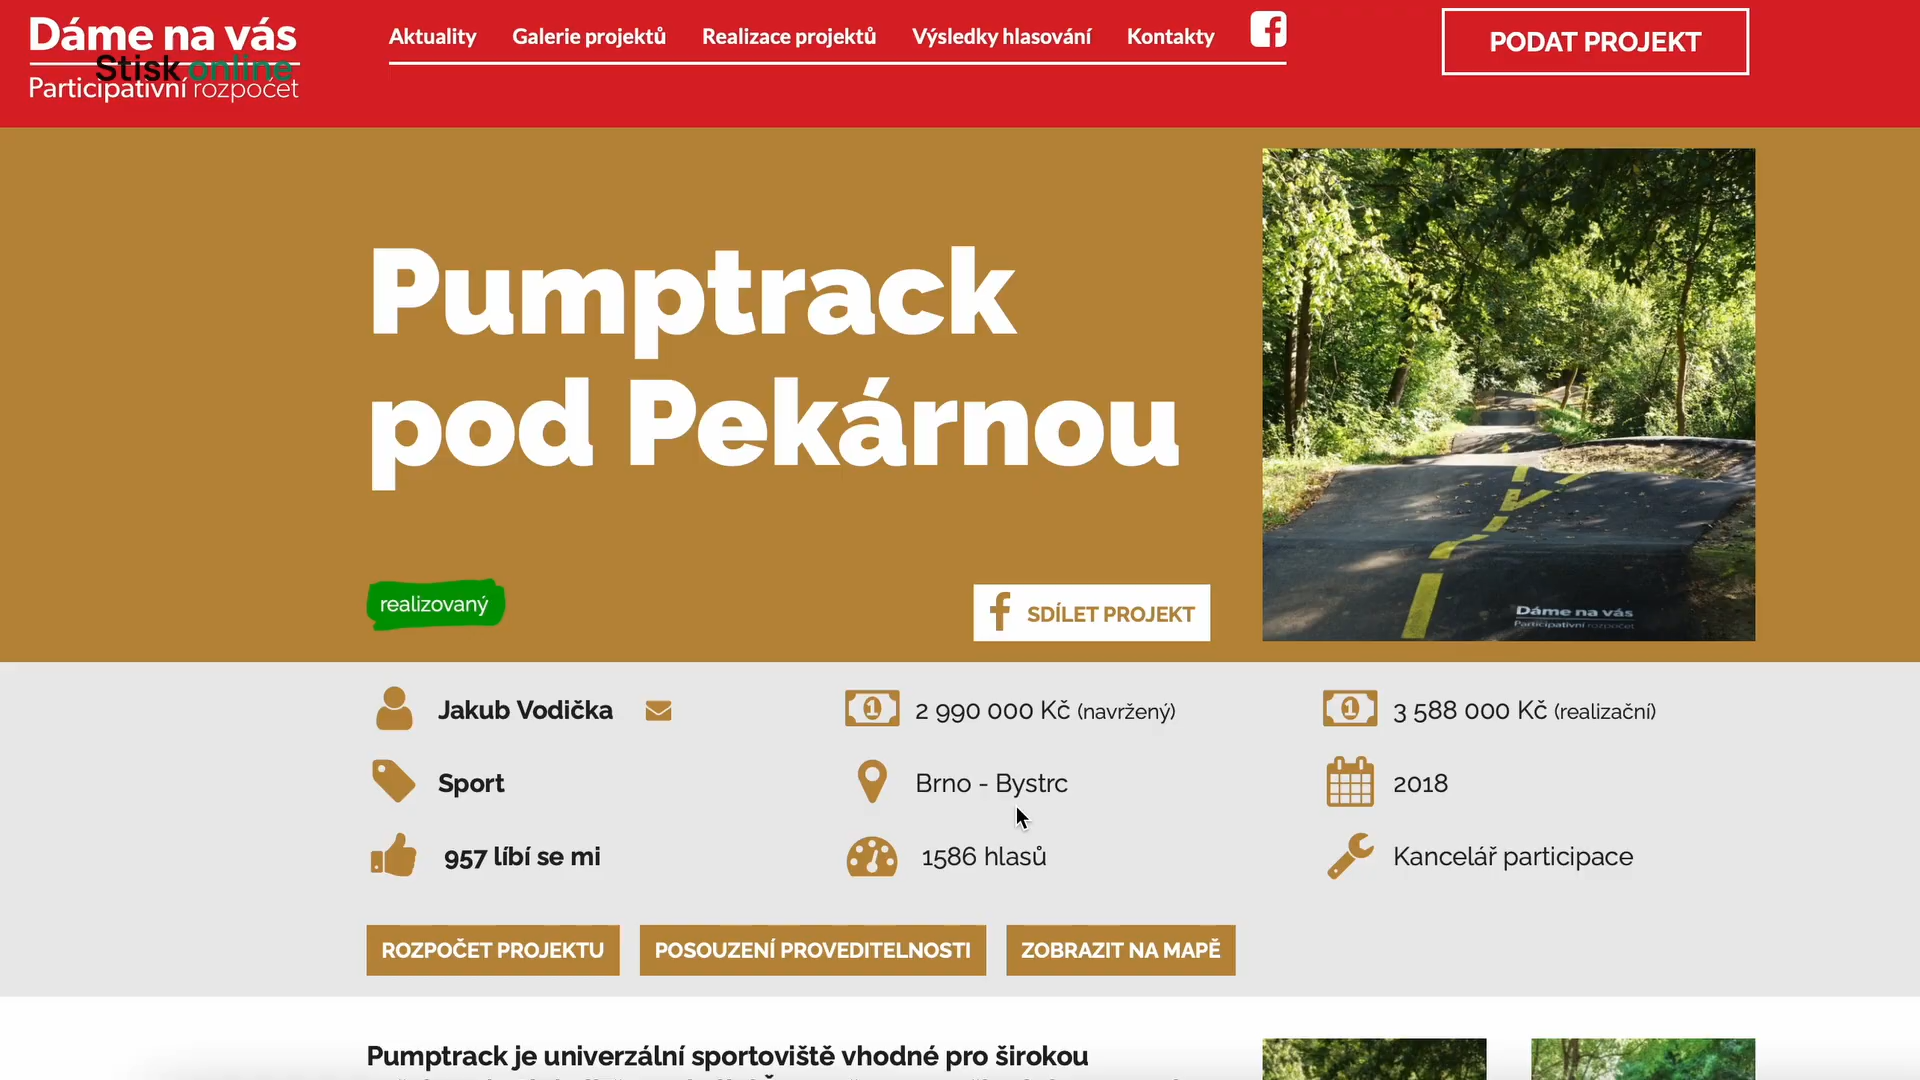 Dáme na vás
Stisk online
Participativní rozpočet
Aktuality
Galerie projektů
Realizace projektů
Výsledky hlasování
Kontakty
PODAT PROJEKT
Pumptrack
pod Pekárnou
realizovaný
SDÍLET PROJEKT
Dáme na vás
Participativní rozpočet
Jakub Vodička
2 990 000 Kč (navržený)
3 588 000 Kč (realizační)
Sport
Brno - Bystrc
2018
957 líbí se mi
1586 hlasů
Kancelář participace
ROZPOČET PROJEKTU
POSOUZENÍ PROVEDITELNOSTI
ZOBRAZIT NA MAPĚ
Pumptrack je univerzální sportoviště vhodné pro širokou